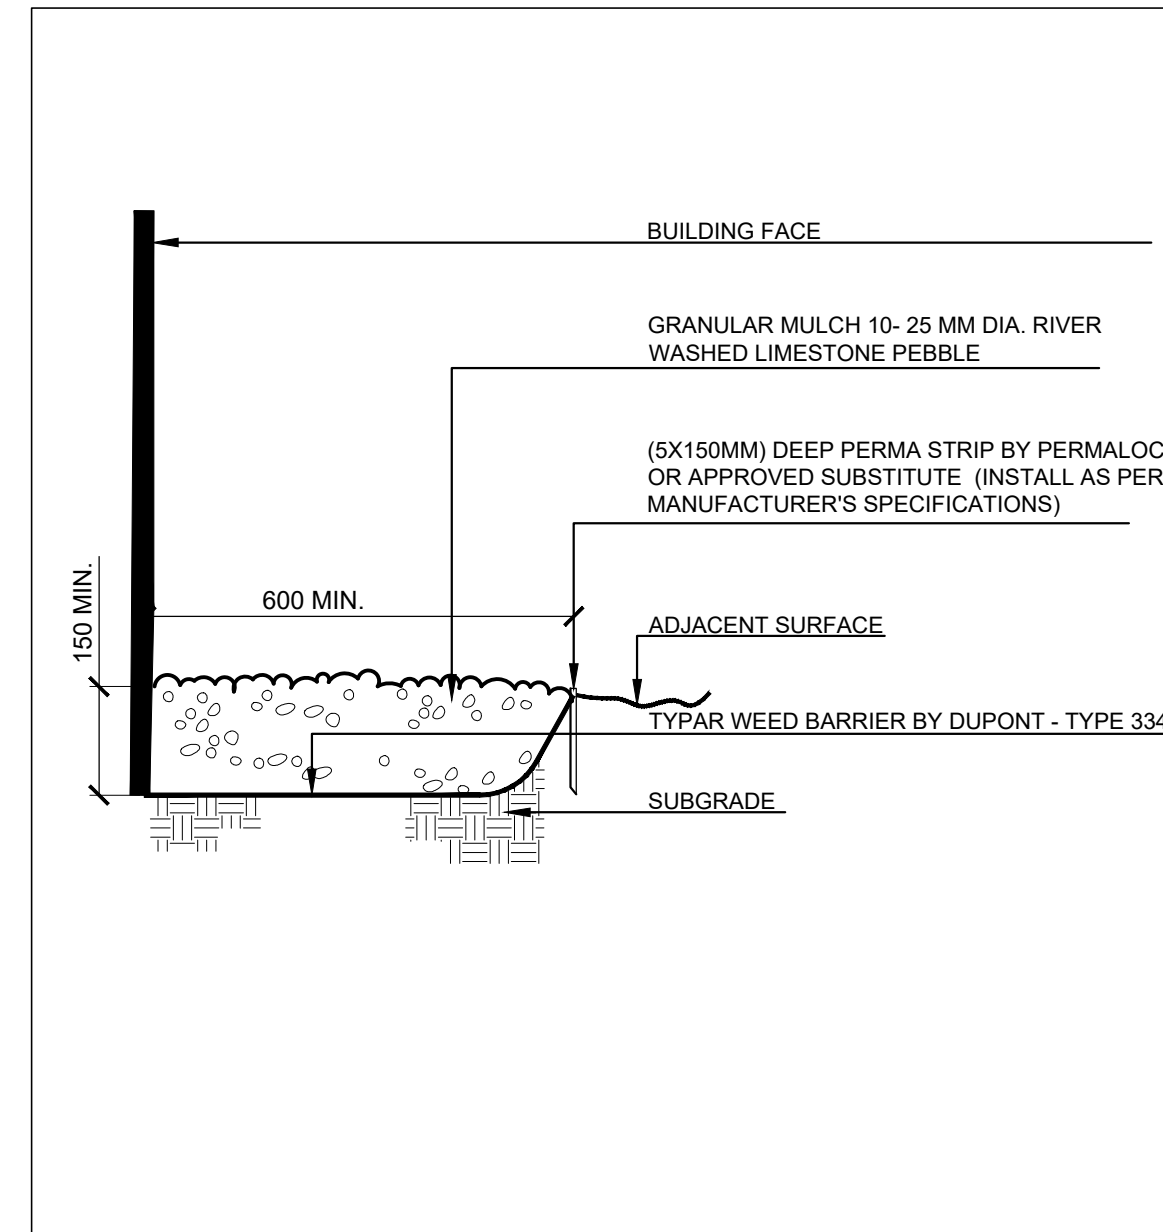 BUILDING FACE
GRANULAR MULCH 10- 25 MM DIA. RIVER
WASHED LIMESTONE PEBBLE
(5X150MM) DEEP PERMA STRIP BY PERMALOC
OR APPROVED SUBSTITUTE (INSTALL AS PER
MANUFACTURER'S SPECIFICATIONS)
150 MIN.
600 MIN.
ADJACENT SURFACE
TYPAR WEED BARRIER BY DUPONT - TYPE 334
SUBGRADE